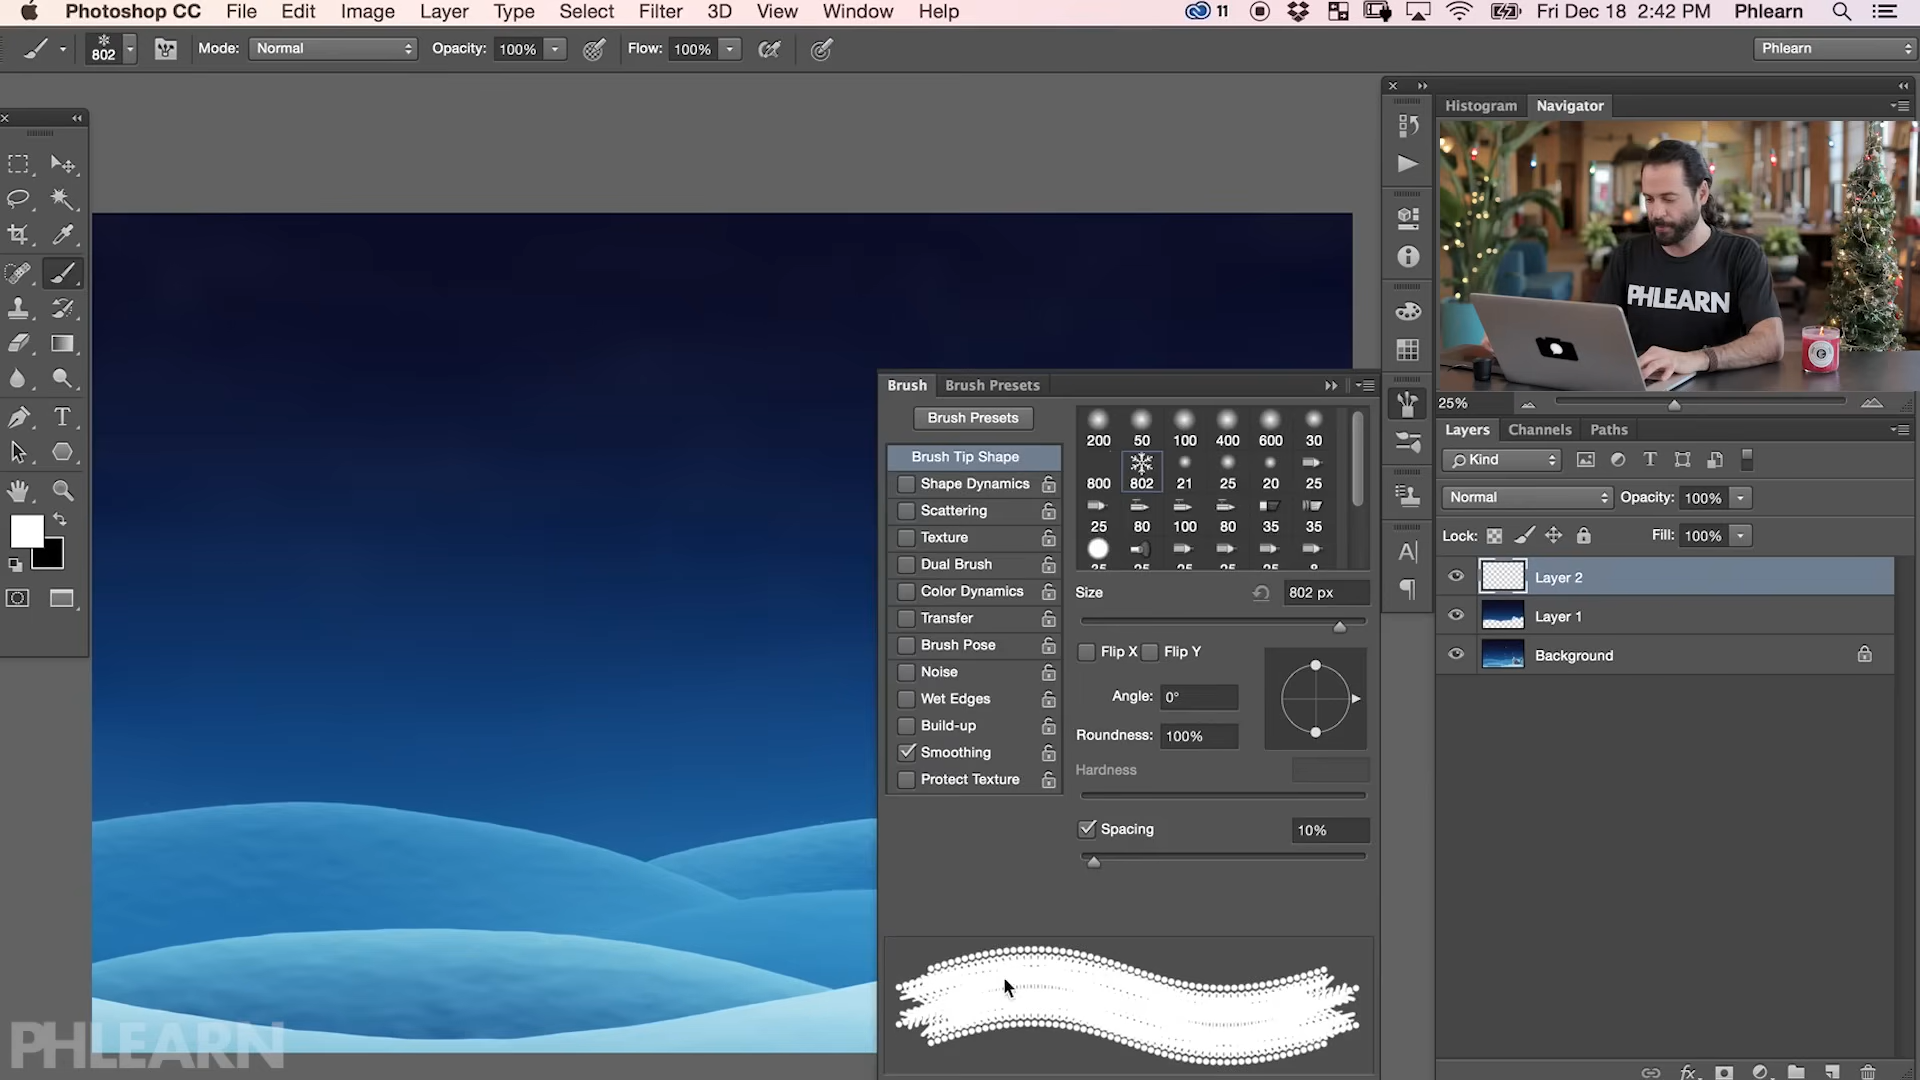 Photoshop CC File Edit Image Layer Type Select Filter 3D View Window Help 11 Fri Dec 18 2:42 PM Phlearn
802 Mode: Normal Opacity: 100% Flow: 100% Phlearn
Histogram Navigator
PHLEARN
25%
Brush Brush Presets
Brush Presets
Brush Tip Shape
Shape Dynamics
Scattering
Texture
Dual Brush
Color Dynamics
Transfer
Brush Pose
Noise
Wet Edges
Build-up
Smoothing
Protect Texture
200 50 100 400 600 30
800 802 21 25 20 25
25 80 100 80 35 35
Size 802 px
Flip X Flip Y
Angle: 0°
Roundness: 100%
Hardness
Spacing 10%
Layers Channels Paths
Kind
Normal Opacity: 100%
Lock: Fill: 100%
Layer 2
Layer 1
Background
PHLEARN